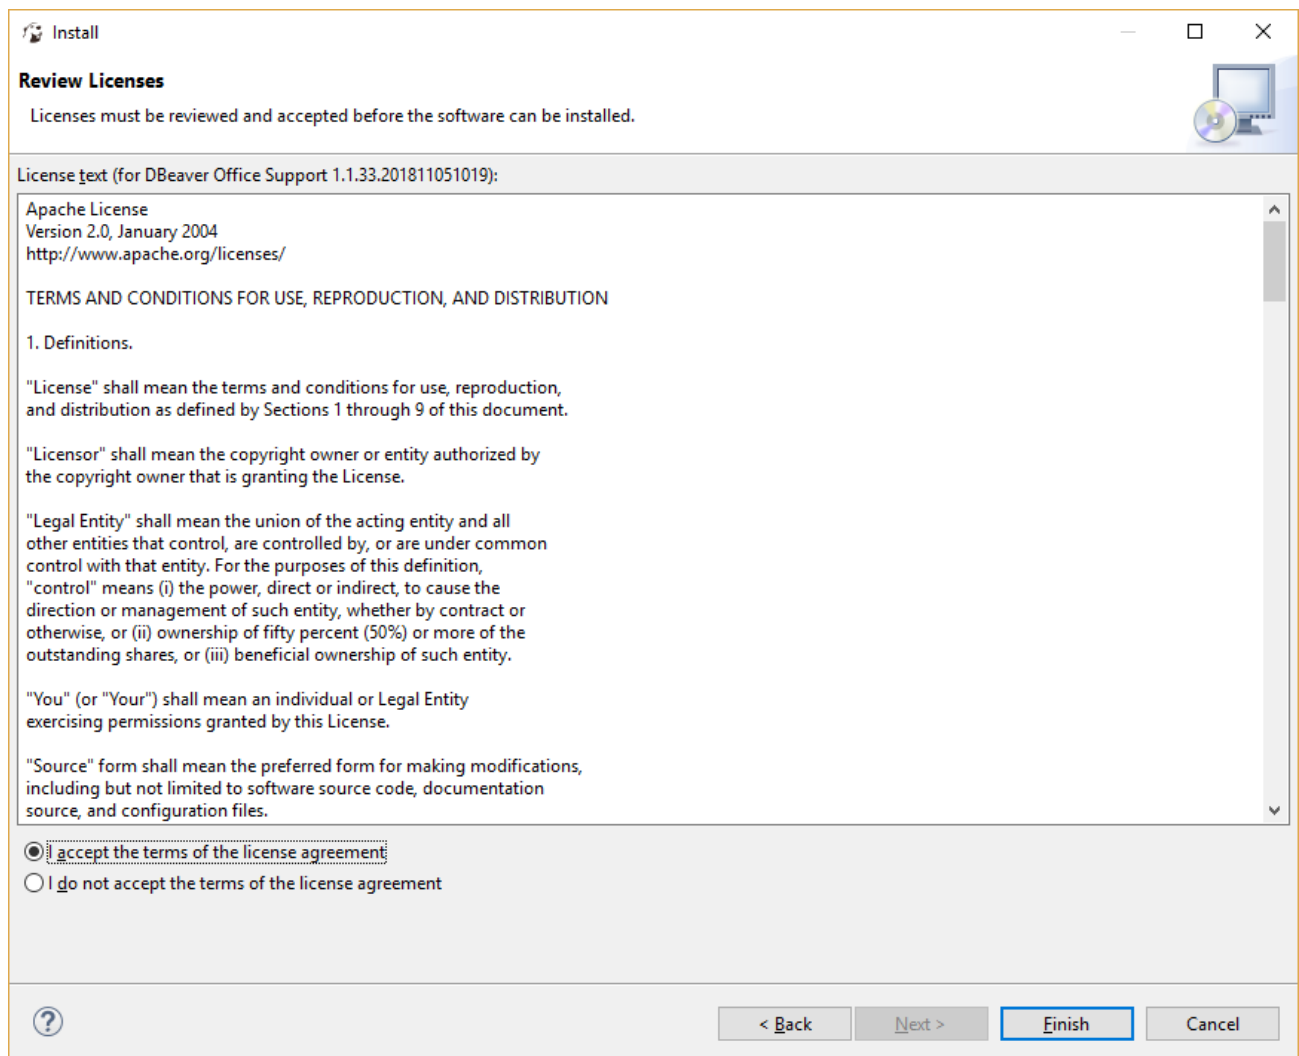 Install
Review Licenses
Licenses must be reviewed and accepted before the software can be installed.
License text (for DBeaver Office Support 1.1.33.201811051019):
Apache License
Version 2.0, January 2004
http://www.apache.org/licenses/
TERMS AND CONDITIONS FOR USE, REPRODUCTION, AND DISTRIBUTION
1. Definitions.
"License" shall mean the terms and conditions for use, reproduction,
and distribution as defined by Sections 1 through 9 of this document.
"Licensor" shall mean the copyright owner or entity authorized by
the copyright owner that is granting the License.
"Legal Entity" shall mean the union of the acting entity and all
other entities that control, are controlled by, or are under common
control with that entity. For the purposes of this definition,
"control" means (i) the power, direct or indirect, to cause the
direction or management of such entity, whether by contract or
otherwise, or (ii) ownership of fifty percent (50%) or more of the
outstanding shares, or (iii) beneficial ownership of such entity.
"You" (or "Your") shall mean an individual or Legal Entity
exercising permissions granted by this License.
"Source" form shall mean the preferred form for making modifications,
including but not limited to software source code, documentation
source, and configuration files.
I accept the terms of the license agreement
I do not accept the terms of the license agreement
? < Back Next > Finish Cancel